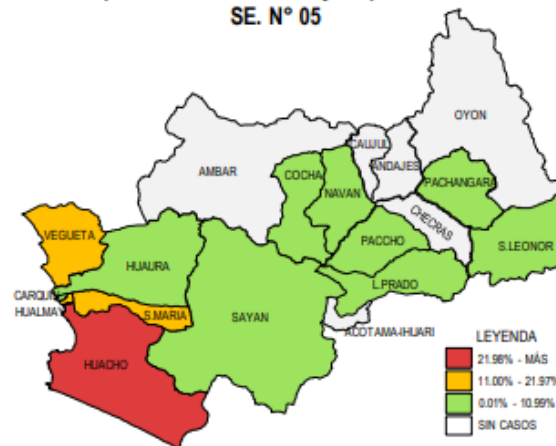 SE. N° 05
OYON
CAUJUL
ANDAJES
AMBAR
COCHA
NAVAN
PACHANGARA
CHECRAS
VEGUETA
HUAURA
PACCHO
S.LEONOR
L.PRADO
CARQUIN
HUALMA
S.MARIA
SAYAN
ACOTAMA-IHUARI
HUACHO
LEYENDA
21.98% - MÁS
11.00% - 21.97%
0.01% - 10.99%
SIN CASOS